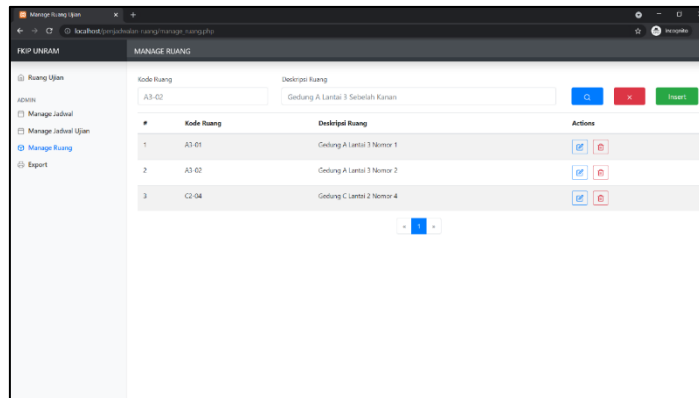 Manage Ruang Ujian
localhost/penjadwalan-ruang/manage_ruang.php
Incognito
FKIP UNRAM
MANAGE RUANG
Ruang Ujian
ADMIN
Manage Jadwal
Manage Jadwal Ujian
Manage Ruang
Export
Kode Ruang
Deskripsi Ruang
A3-02
Gedung A Lantai 3 Sebelah Kanan
Insert
# Kode Ruang Deskripsi Ruang Actions
1 A3-01 Gedung A Lantai 3 Nomor 1
2 A3-02 Gedung A Lantai 3 Nomor 2
3 C2-04 Gedung C Lantai 2 Nomor 4
« 1 »